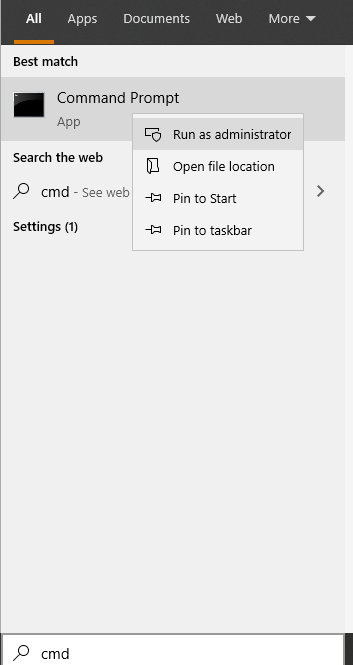 All Apps Documents Web More
Best match
Command Prompt
App
Run as administrator
Open file location
Pin to Start
Pin to taskbar
Search the web
cmd - See web
Settings (1)
cmd